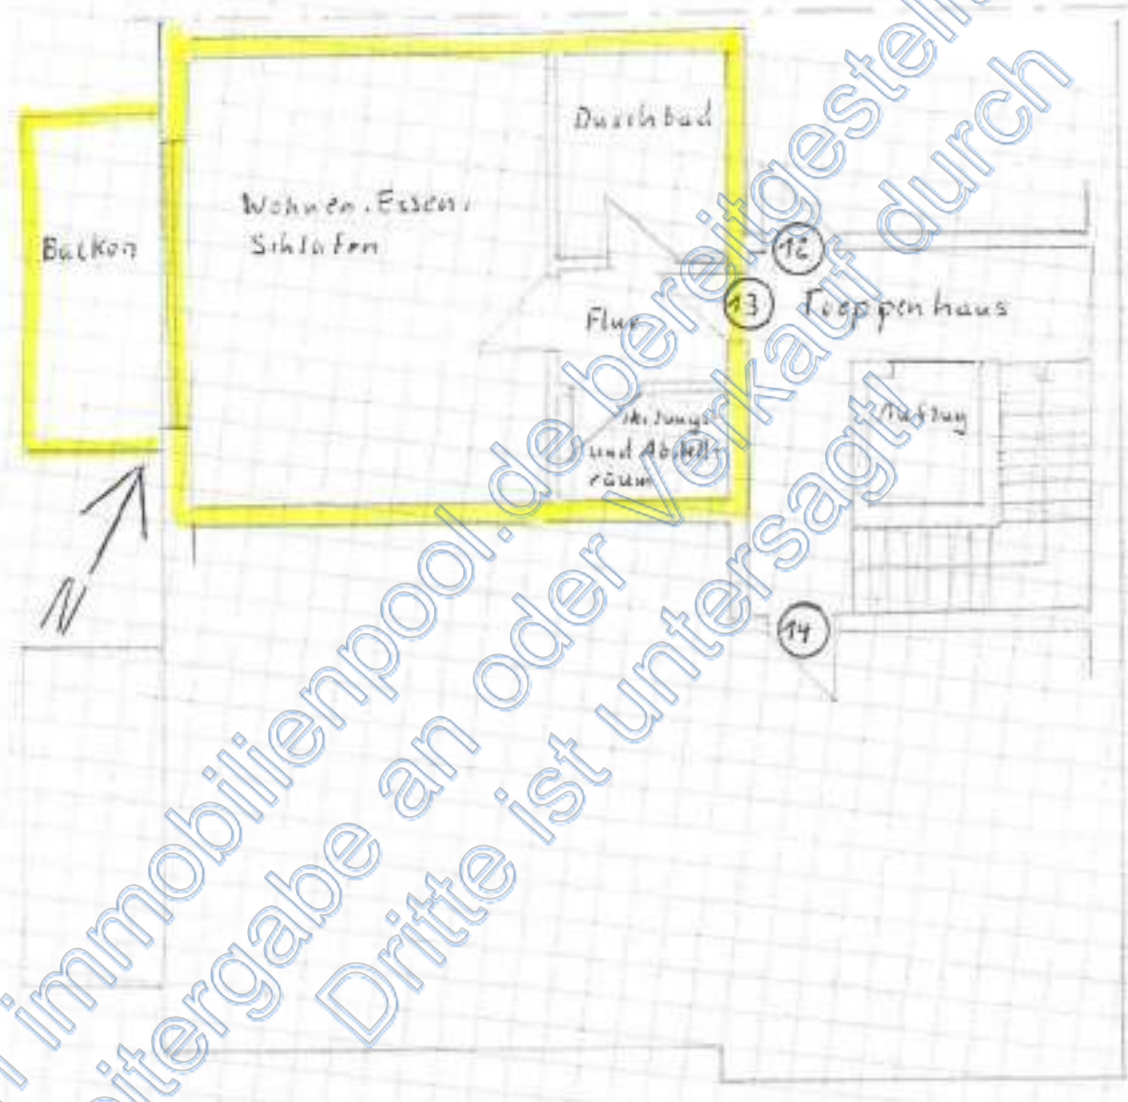 Duschbad
Wohnen. Essen.
Schlafen
Balkon
12
13
Treppenhaus
Flur
Aufzug
und Abstell-
raum
N
14
immobilienpool.de bereitgestellt
Weitergabe an oder Verkauf durch
Dritte ist untersagt!